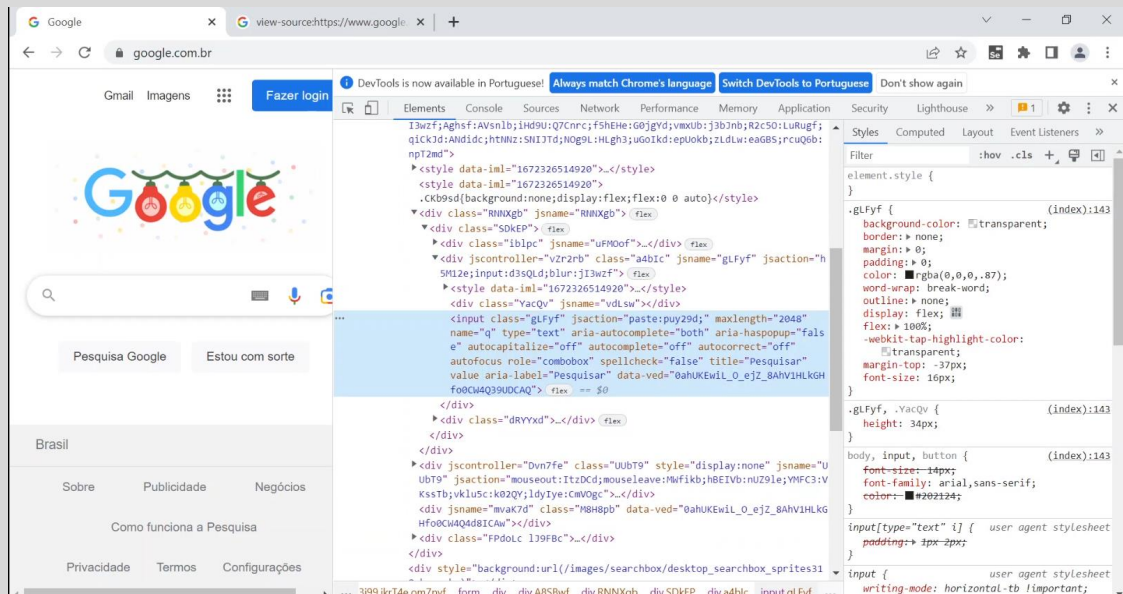 Google
view-source:https://www.google.
google.com.br
Gmail
Imagens
Fazer login
Google
Pesquisa Google
Estou com sorte
Brasil
Sobre
Publicidade
Negócios
Como funciona a Pesquisa
Privacidade
Termos
Configurações
DevTools is now available in Portuguese! Always match Chrome's language Switch DevTools to Portuguese Don't show again
Elements Console Sources Network Performance Memory Application Security Lighthouse » 1
I3wzf;Aghsf:AVsnlb;iHd9U:Q7Cnrc;f5hEHe:G0jgYd;vmxUb:j3bJnb;R2c5O:LuRugf;
qiCkJd:ANdidc;htNNz:SNIJTd;NOg9L:HLgh3;uGoIkd:epUokb;zLdLw:eaGBS;rcuQ6b:
npT2md">
<style data-iml="1672326514920">…</style>
<style data-iml="1672326514920">
.CKb9sd{background:none;display:flex;flex:0 0 auto}</style>
<div class="RNNXgb" jsname="RNNXgb"> flex
<div class="SDkEP"> flex
<div class="iblpc" jsname="uFMOof">…</div> flex
<div jscontroller="vZr2rb" class="a4bIc" jsname="gLFyf" jsaction="h
5M12e;input:d3sQLd;blur:jI3wzf"> flex
<style data-iml="1672326514920">…</style>
<div class="YacQv" jsname="vdLsw"></div>
… <input class="gLFyf" jsaction="paste:puy29d;" maxlength="2048"
name="q" type="text" aria-autocomplete="both" aria-haspopup="fals
e" autocapitalize="off" autocomplete="off" autocorrect="off"
autofocus role="combobox" spellcheck="false" title="Pesquisar"
value aria-label="Pesquisar" data-ved="0ahUKEwiL_O_ejZ_8AhV1HLkGH
fo0CW4Q39UDCAQ"> flex == $0
</div>
<div class="dRYYxd">…</div> flex
</div>
</div>
<div jscontroller="Dvn7fe" class="UUbT9" style="display:none" jsname="U
UbT9" jsaction="mouseout:ItzDCd;mouseleave:MWfikb;hBEIVb:nUZ9le;YMFC3:V
KssTb;vklu5c:k02QY;ldyIye:CmVOgc">…</div>
<div jsname="mvaK7d" class="M8H8pb" data-ved="0ahUKEwiL_O_ejZ_8AhV1HLkG
Hfo0CW4Q4d8ICAw"></div>
<div class="FPdoLc lJ9FBc">…</div>
</div>
<div style="background:url(/images/searchbox/desktop_searchbox_sprites31
form div div.A8SBwf div.RNNXgb div.SDkEP div.a4bIc input.gLFyf …
Styles Computed Layout Event Listeners »
Filter :hov .cls +
element.style {
}
.gLFyf { (index):143
background-color: transparent;
border: none;
margin: 0;
padding: 0;
color: rgba(0,0,0,.87);
word-wrap: break-word;
outline: none;
display: flex;
flex: 100%;
-webkit-tap-highlight-color:
transparent;
margin-top: -37px;
font-size: 16px;
}
.gLFyf, .YacQv { (index):143
height: 34px;
}
body, input, button { (index):143
font-size: 14px;
font-family: arial,sans-serif;
color: #202124;
}
input[type="text" i] { user agent stylesheet
padding: 1px 2px;
}
input { user agent stylesheet
writing-mode: horizontal-tb !important;